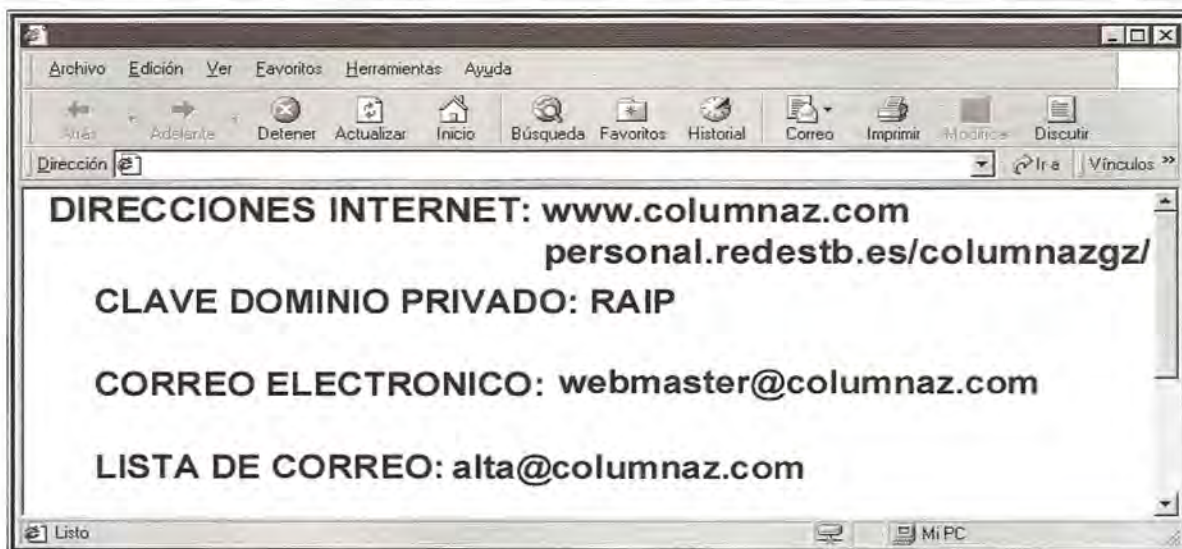 Archivo Edición Ver Favoritos Herramientas Ayuda
Atrás Adelante Detener Actualizar Inicio Búsqueda Favoritos Historial Correo Imprimir Modificar Discutir
Dirección Ir a Vínculos »
DIRECCIONES INTERNET: www.columnaz.com
personal.redestb.es/columnazgz/
CLAVE DOMINIO PRIVADO: RAIP
CORREO ELECTRONICO: webmaster@columnaz.com
LISTA DE CORREO: alta@columnaz.com
Listo Mi PC